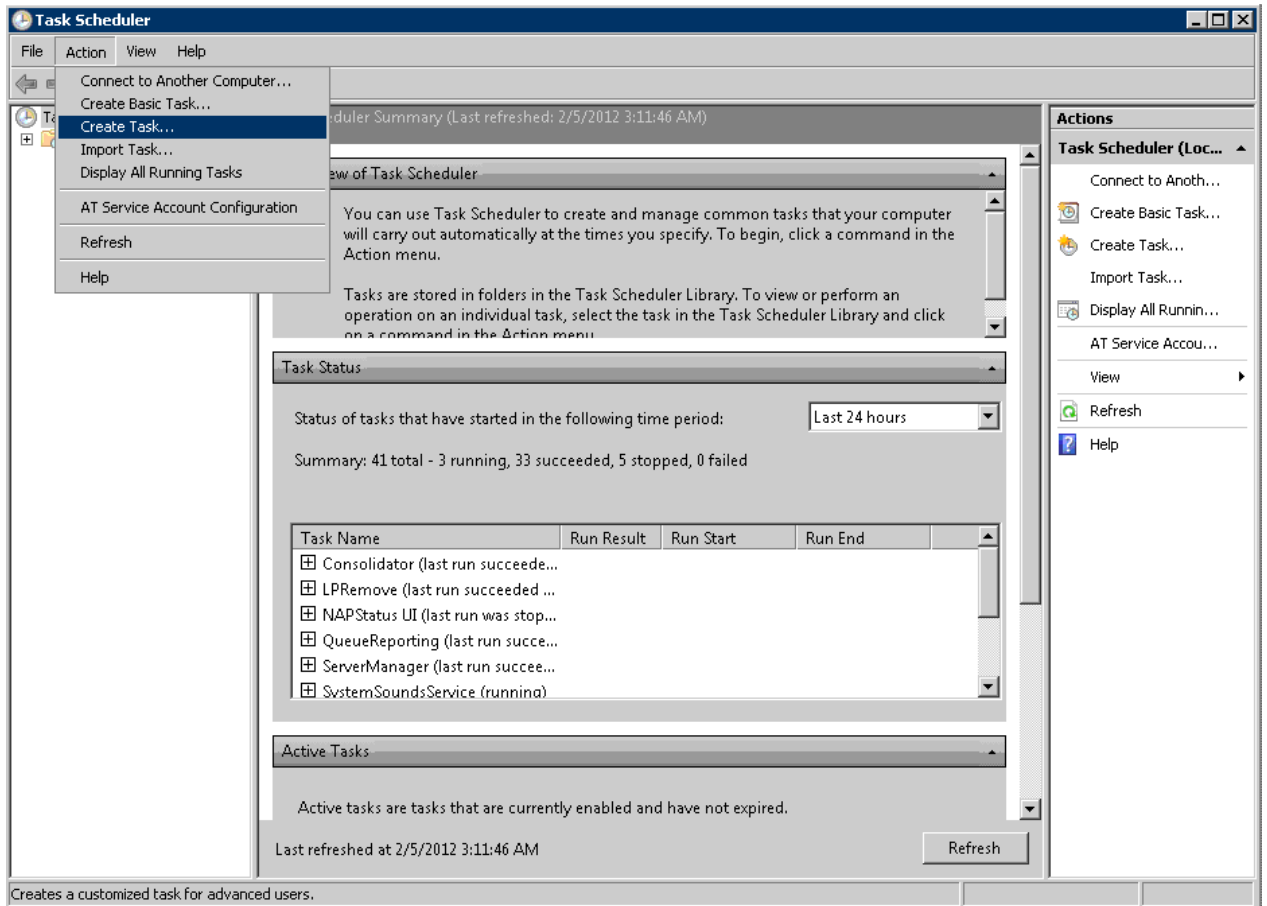 Task Scheduler
File Action View Help
Connect to Another Computer...
Create Basic Task...
Create Task...
Import Task...
Display All Running Tasks
AT Service Account Configuration
Refresh
Help
eduler Summary (Last refreshed: 2/5/2012 3:11:46 AM)
ew of Task Scheduler
You can use Task Scheduler to create and manage common tasks that your computer
will carry out automatically at the times you specify. To begin, click a command in the
Action menu.
Tasks are stored in folders in the Task Scheduler Library. To view or perform an
operation on an individual task, select the task in the Task Scheduler Library and click
on a command in the Action menu.
Task Status
Status of tasks that have started in the following time period: Last 24 hours
Summary: 41 total - 3 running, 33 succeeded, 5 stopped, 0 failed
Task Name Run Result Run Start Run End
Consolidator (last run succeede...
LPRemove (last run succeeded ...
NAPStatus UI (last run was stop...
QueueReporting (last run succe...
ServerManager (last run succee...
SystemSoundsService (running)
Active Tasks
Active tasks are tasks that are currently enabled and have not expired.
Last refreshed at 2/5/2012 3:11:46 AM Refresh
Actions
Task Scheduler (Loc...
Connect to Anoth...
Create Basic Task...
Create Task...
Import Task...
Display All Runnin...
AT Service Accou...
View
Refresh
Help
Creates a customized task for advanced users.